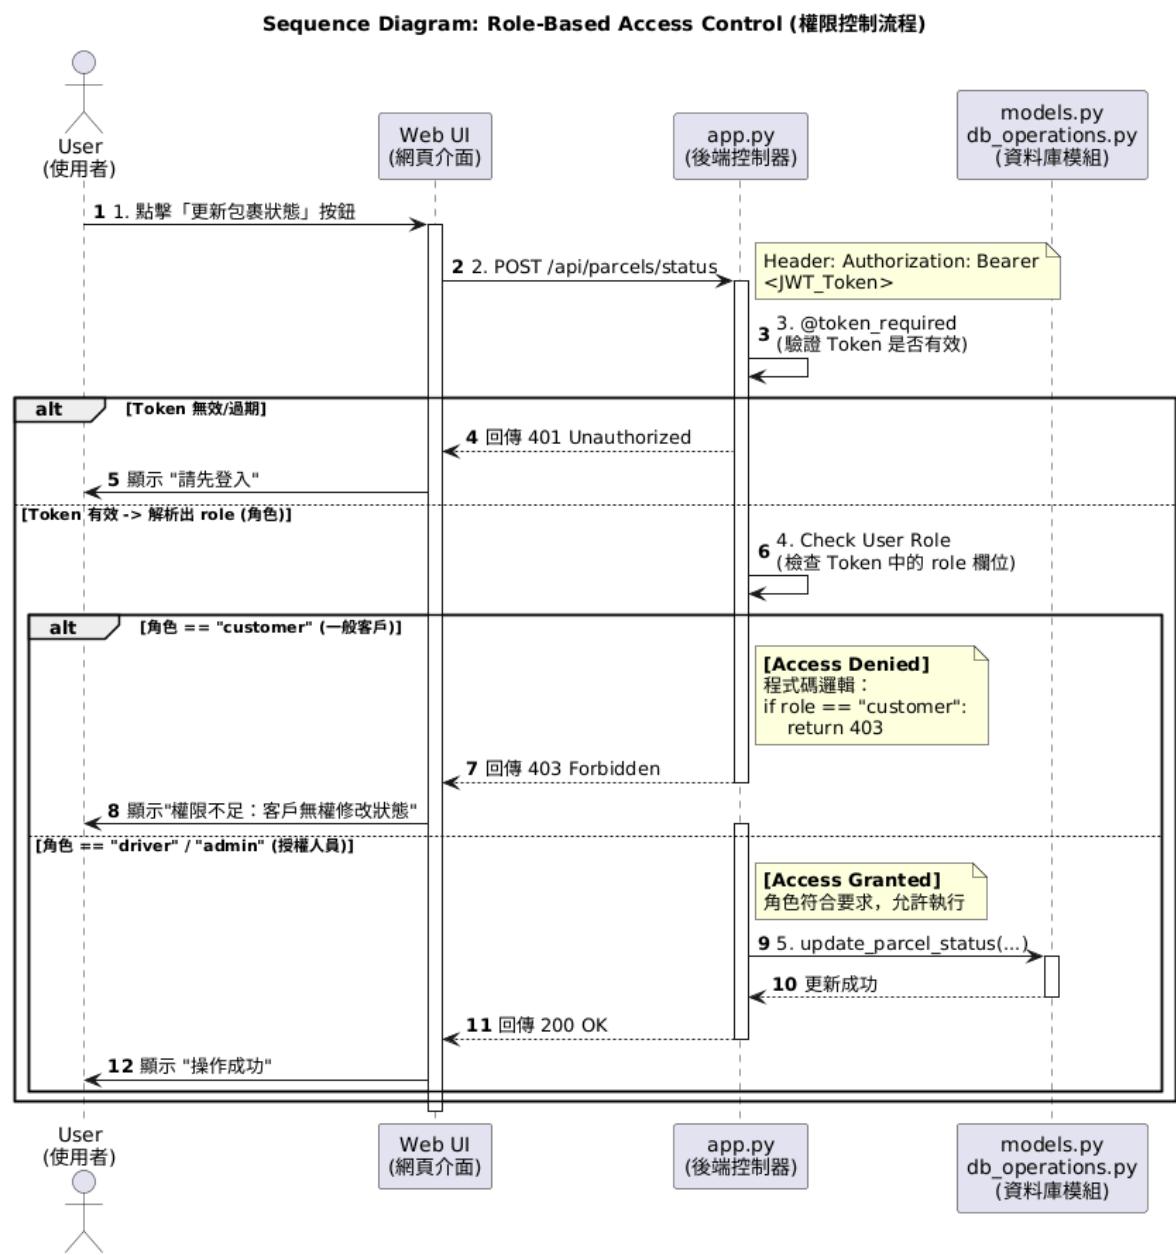 Sequence Diagram: Role-Based Access Control (權限控制流程)
User
(使用者)
Web UI
(網頁介面)
app.py
(後端控制器)
models.py
db_operations.py
(資料庫模組)
1 1. 點擊「更新包裹狀態」按鈕
2 2. POST /api/parcels/status
Header: Authorization: Bearer
<JWT_Token>
3 3. @token_required
(驗證 Token 是否有效)
alt [Token 無效/過期]
4 回傳 401 Unauthorized
5 顯示 "請先登入"
[Token 有效 -> 解析出 role (角色)]
6 4. Check User Role
(檢查 Token 中的 role 欄位)
alt [角色 == "customer" (一般客戶)]
[Access Denied]
程式碼邏輯：
if role == "customer":
return 403
7 回傳 403 Forbidden
8 顯示"權限不足：客戶無權修改狀態"
[角色 == "driver" / "admin" (授權人員)]
[Access Granted]
角色符合要求，允許執行
9 5. update_parcel_status(...)
10 更新成功
11 回傳 200 OK
12 顯示 "操作成功"
User
(使用者)
Web UI
(網頁介面)
app.py
(後端控制器)
models.py
db_operations.py
(資料庫模組)